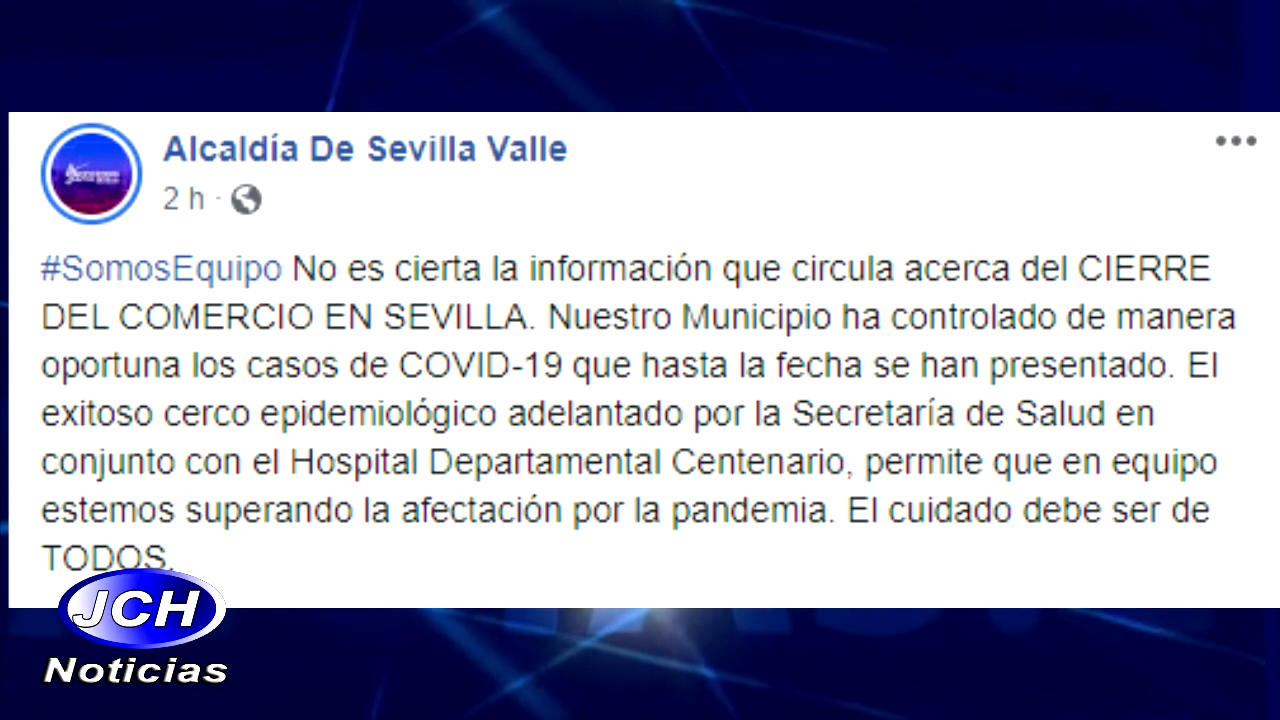 Alcaldía De Sevilla Valle
2 h ·
#SomosEquipo No es cierta la información que circula acerca del CIERRE
DEL COMERCIO EN SEVILLA. Nuestro Municipio ha controlado de manera
oportuna los casos de COVID-19 que hasta la fecha se han presentado. El
exitoso cerco epidemiológico adelantado por la Secretaría de Salud en
conjunto con el Hospital Departamental Centenario, permite que en equipo
estemos superando la afectación por la pandemia. El cuidado debe ser de
TODOS.
JCH
Noticias